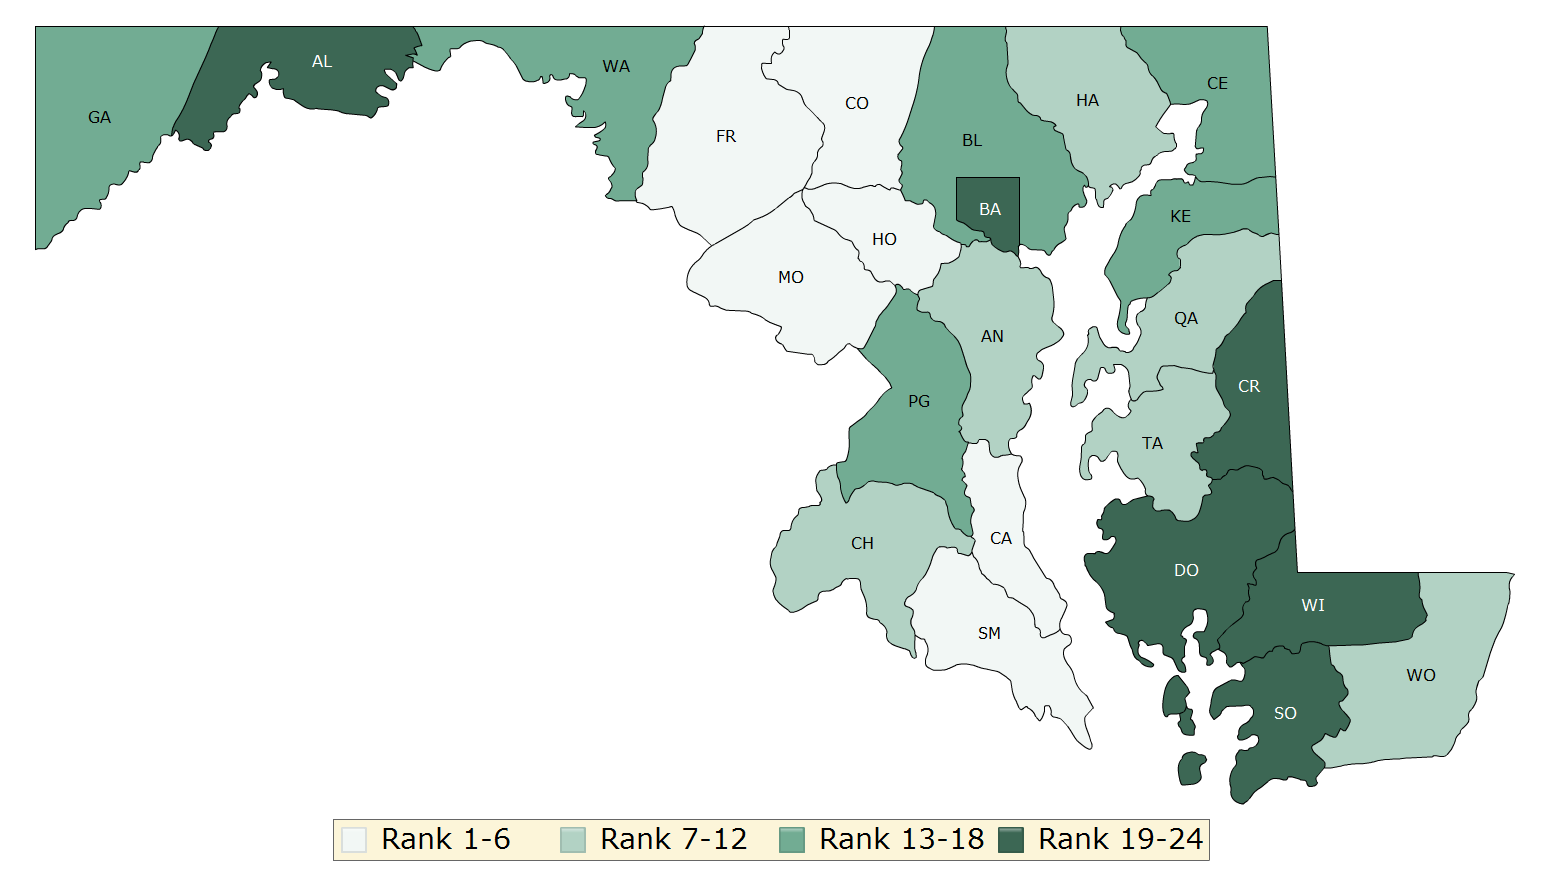 AL
WA
CE
HA
CO
GA
FR
BL
BA
KE
HO
MO
QA
AN
CR
PG
TA
CA
CH
DO
WI
SM
WO
SO
Rank 1-6 Rank 7-12 Rank 13-18 Rank 19-24